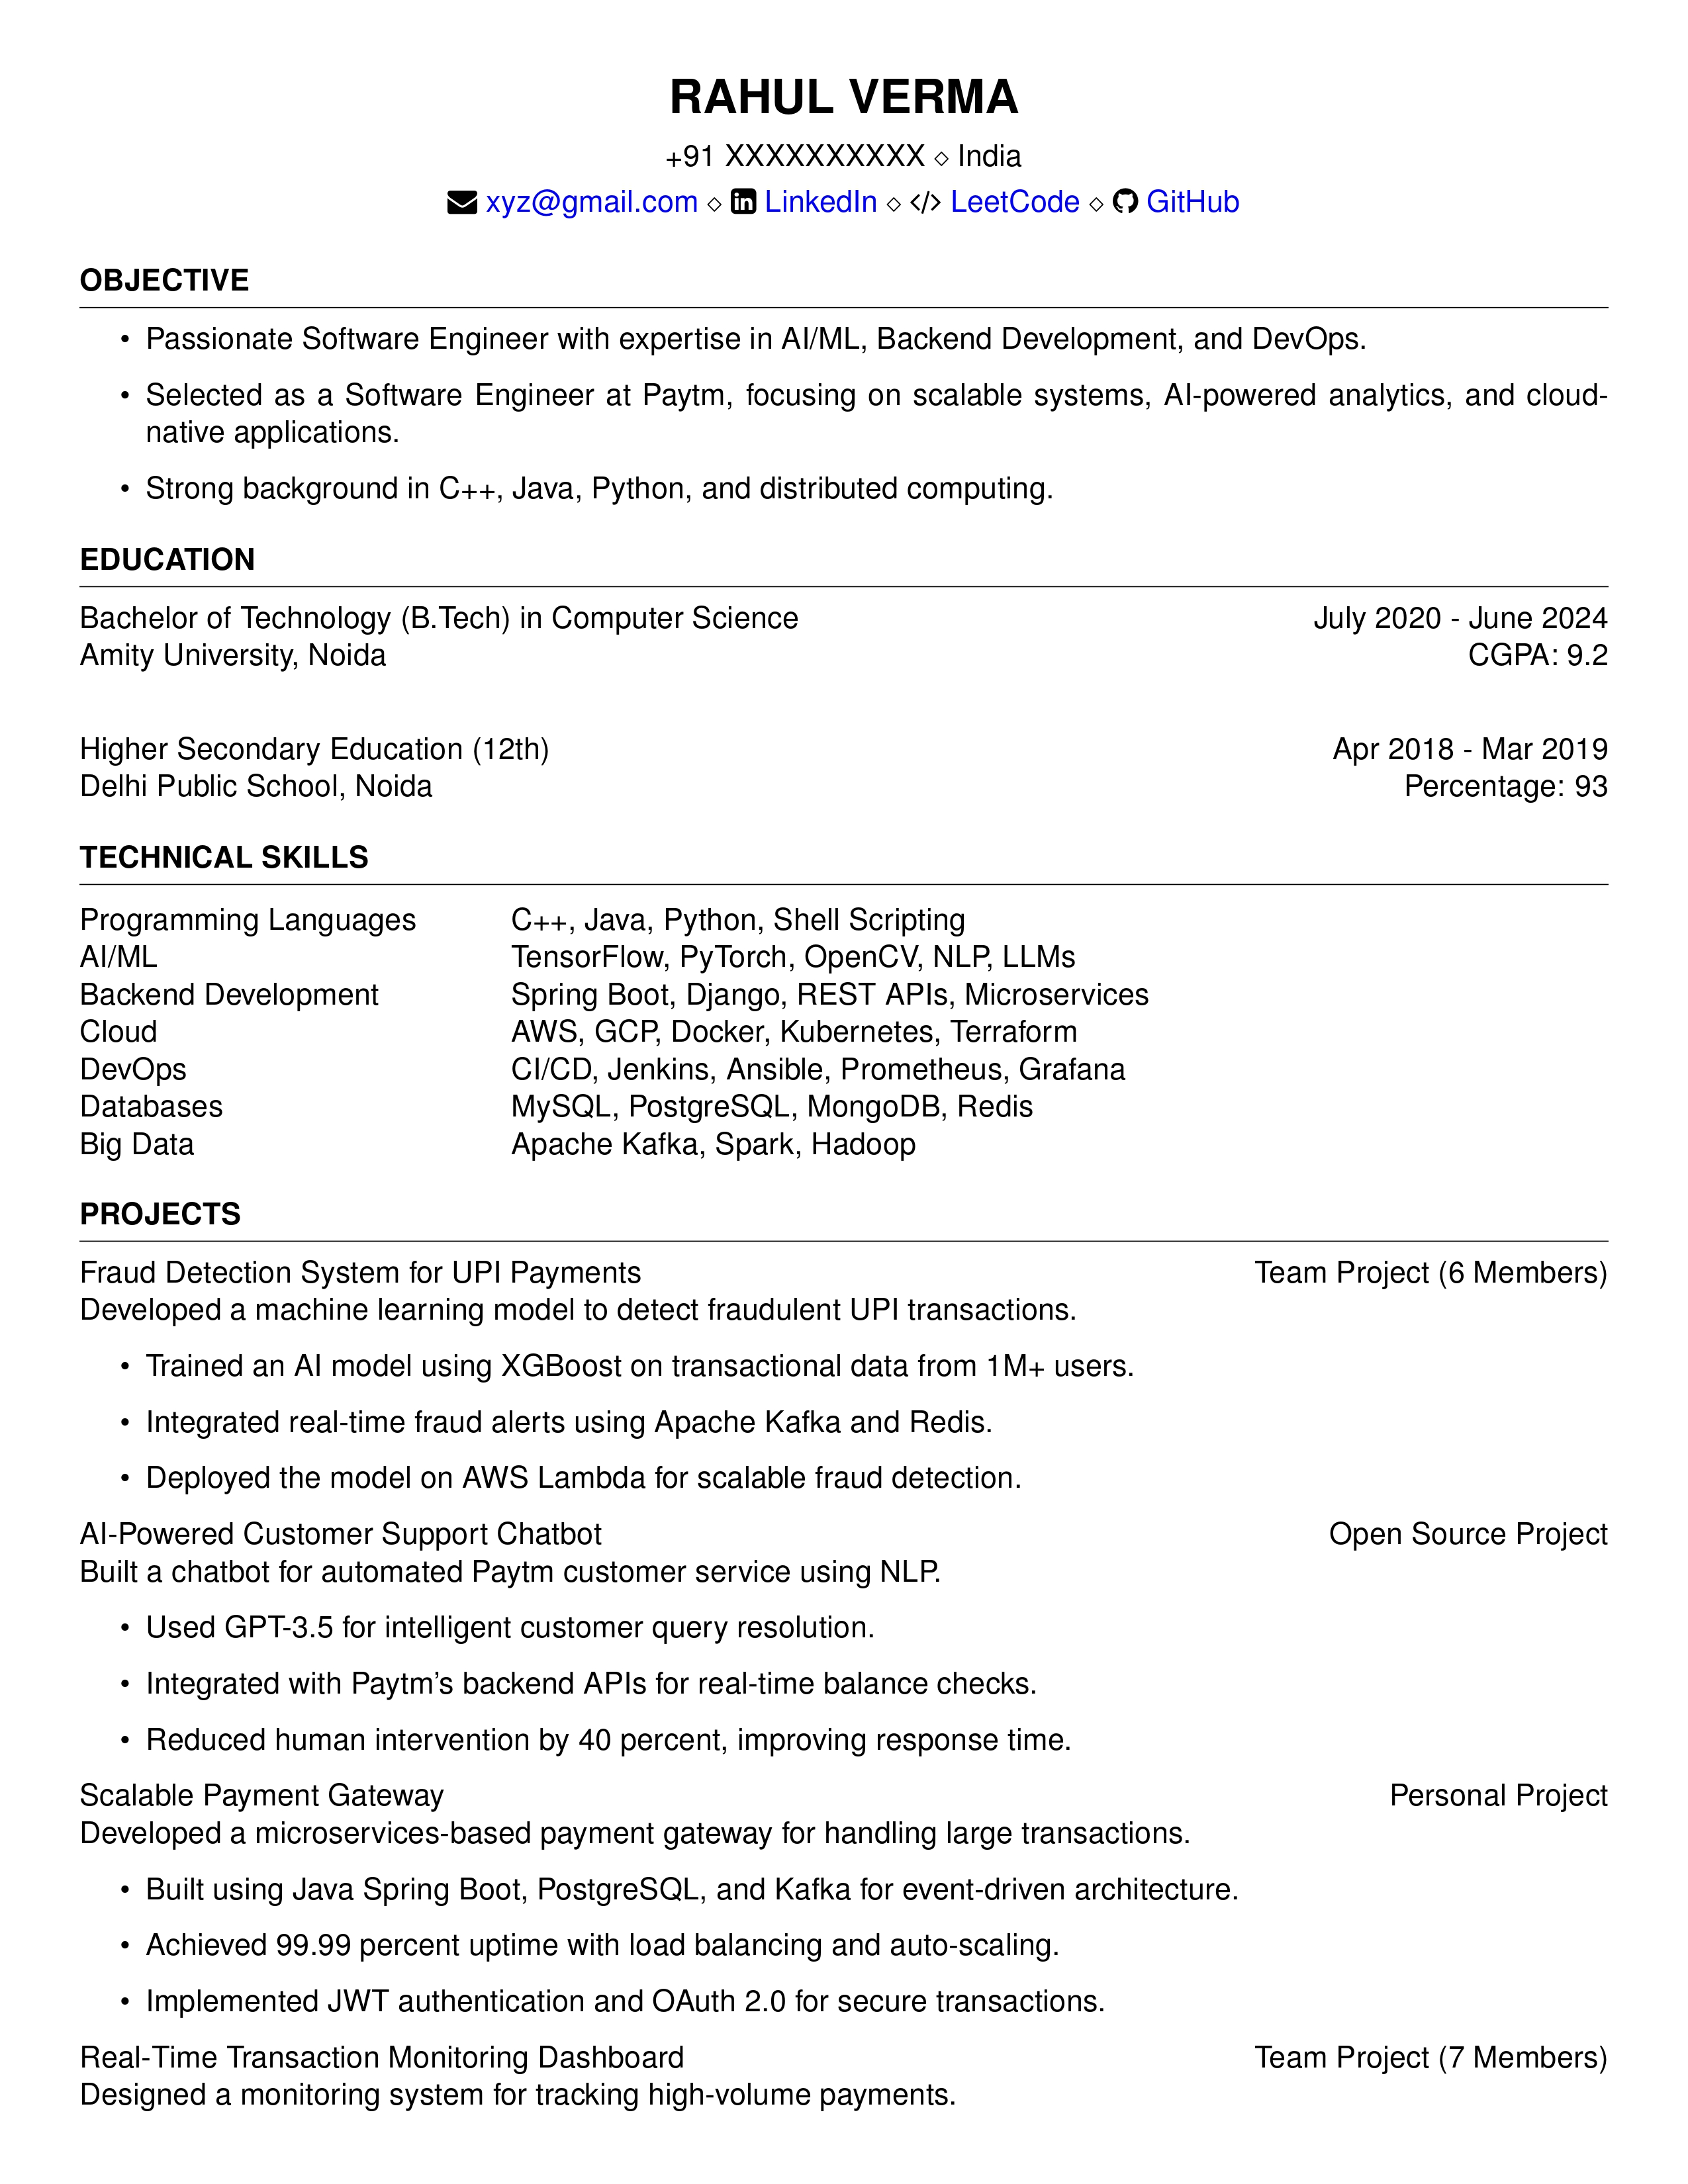 RAHUL VERMA
+91 XXXXXXXXXX ⋄ India
xyz@gmail.com ⋄ LinkedIn ⋄ </> LeetCode ⋄ GitHub
OBJECTIVE
• Passionate Software Engineer with expertise in AI/ML, Backend Development, and DevOps.
• Selected as a Software Engineer at Paytm, focusing on scalable systems, AI-powered analytics, and cloud-
native applications.
• Strong background in C++, Java, Python, and distributed computing.
EDUCATION
Bachelor of Technology (B.Tech) in Computer Science July 2020 - June 2024
Amity University, Noida CGPA: 9.2
Higher Secondary Education (12th) Apr 2018 - Mar 2019
Delhi Public School, Noida Percentage: 93
TECHNICAL SKILLS
Programming Languages C++, Java, Python, Shell Scripting
AI/ML TensorFlow, PyTorch, OpenCV, NLP, LLMs
Backend Development Spring Boot, Django, REST APIs, Microservices
Cloud AWS, GCP, Docker, Kubernetes, Terraform
DevOps CI/CD, Jenkins, Ansible, Prometheus, Grafana
Databases MySQL, PostgreSQL, MongoDB, Redis
Big Data Apache Kafka, Spark, Hadoop
PROJECTS
Fraud Detection System for UPI Payments Team Project (6 Members)
Developed a machine learning model to detect fraudulent UPI transactions.
• Trained an AI model using XGBoost on transactional data from 1M+ users.
• Integrated real-time fraud alerts using Apache Kafka and Redis.
• Deployed the model on AWS Lambda for scalable fraud detection.
AI-Powered Customer Support Chatbot Open Source Project
Built a chatbot for automated Paytm customer service using NLP.
• Used GPT-3.5 for intelligent customer query resolution.
• Integrated with Paytm’s backend APIs for real-time balance checks.
• Reduced human intervention by 40 percent, improving response time.
Scalable Payment Gateway Personal Project
Developed a microservices-based payment gateway for handling large transactions.
• Built using Java Spring Boot, PostgreSQL, and Kafka for event-driven architecture.
• Achieved 99.99 percent uptime with load balancing and auto-scaling.
• Implemented JWT authentication and OAuth 2.0 for secure transactions.
Real-Time Transaction Monitoring Dashboard Team Project (7 Members)
Designed a monitoring system for tracking high-volume payments.